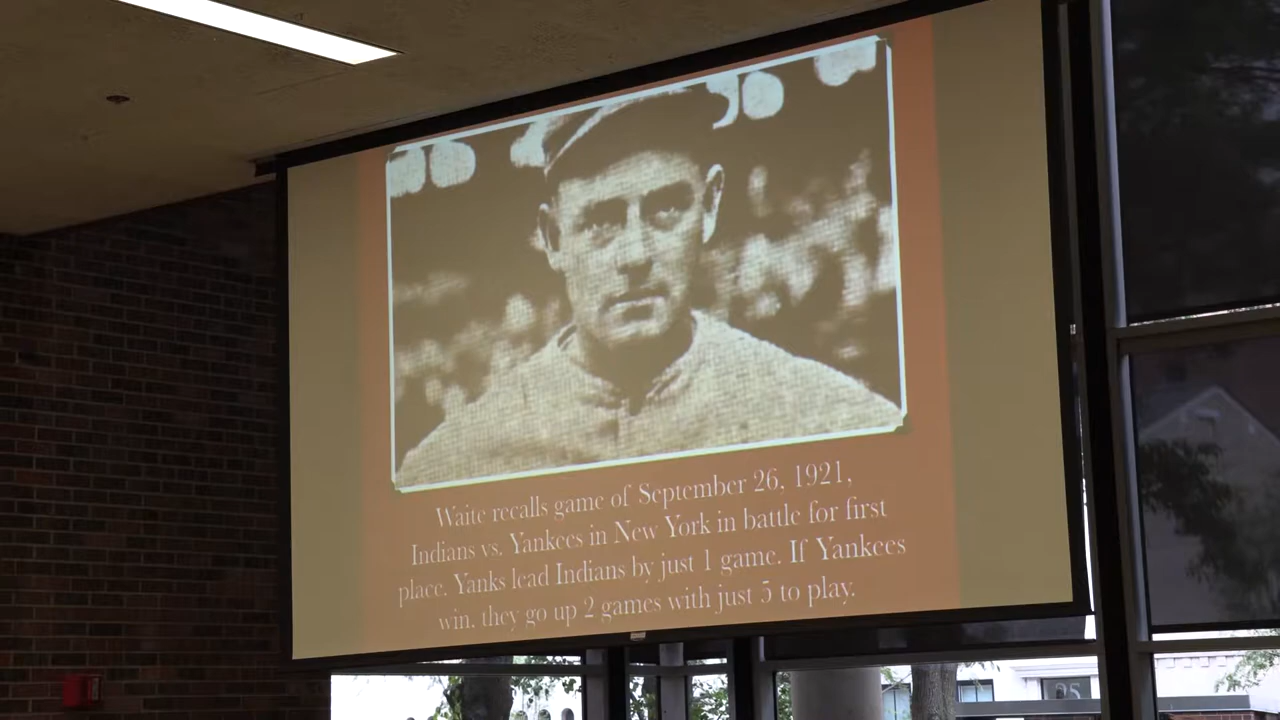 Waite recalls game of September 26, 1921,
Indians vs. Yankees in New York in battle for first
place. Yanks lead Indians by just 1 game. If Yankees
win, they go up 2 games with just 5 to play.
25